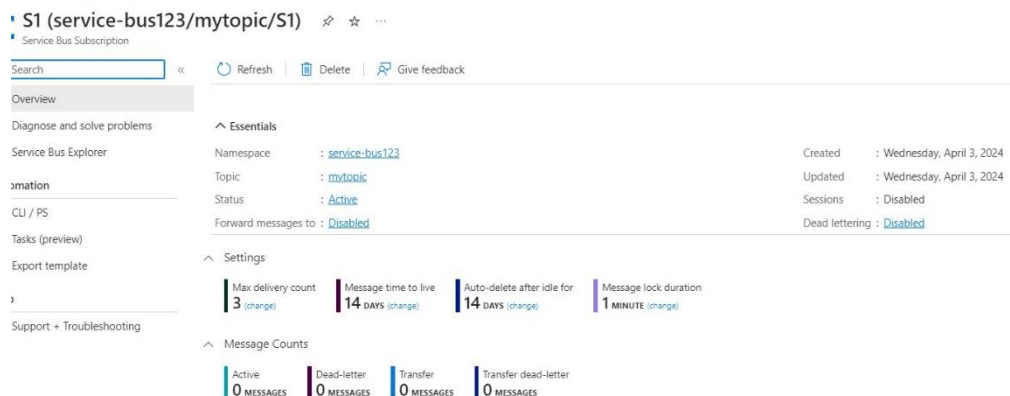 S1 (service-bus123/mytopic/S1)
Service Bus Subscription
Search
Refresh
Delete
Give feedback
Overview
Diagnose and solve problems
Service Bus Explorer
omation
CLI / PS
Tasks (preview)
Export template
Support + Troubleshooting
Essentials
Namespace : service-bus123
Topic : mytopic
Status : Active
Forward messages to : Disabled
Created : Wednesday, April 3, 2024
Updated : Wednesday, April 3, 2024
Sessions : Disabled
Dead lettering : Disabled
Settings
Max delivery count
3 (change)
Message time to live
14 DAYS (change)
Auto-delete after idle for
14 DAYS (change)
Message lock duration
1 MINUTE (change)
Message Counts
Active
0 MESSAGES
Dead-letter
0 MESSAGES
Transfer
0 MESSAGES
Transfer dead-letter
0 MESSAGES